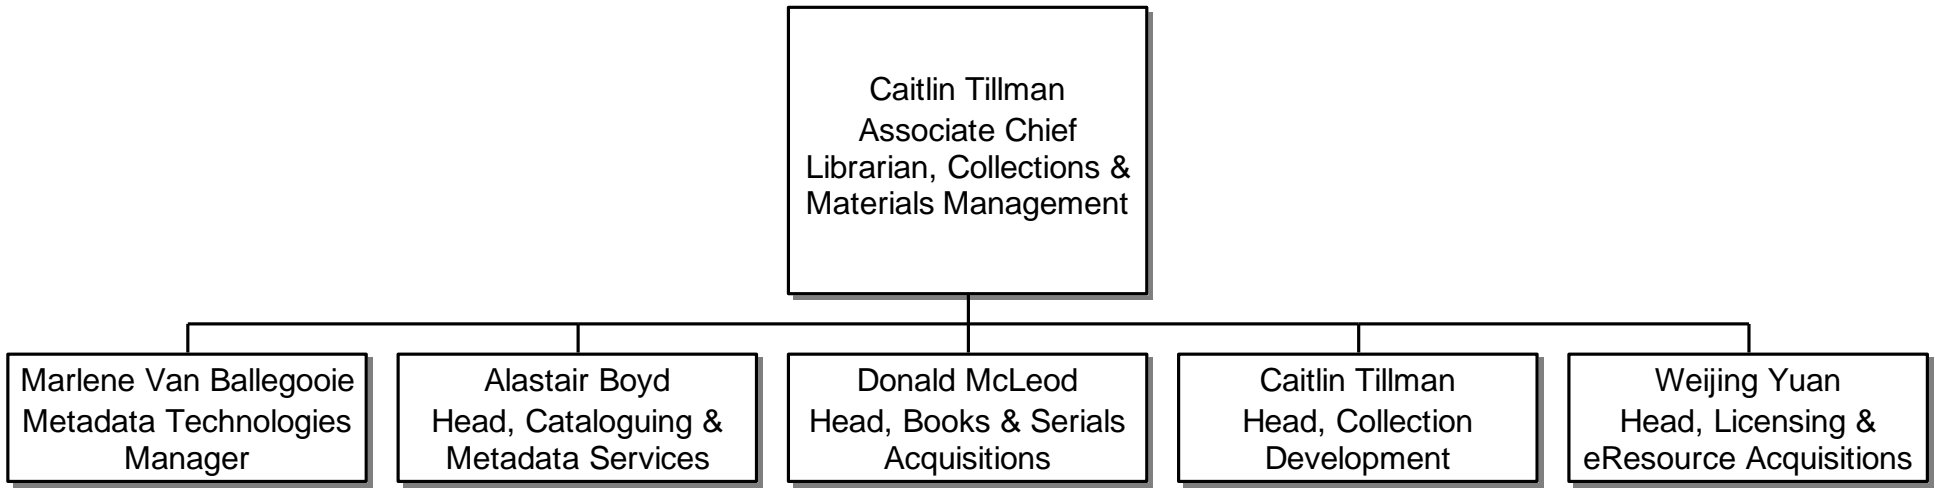 Caitlin Tillman
Associate Chief
Librarian, Collections &
Materials Management
Marlene Van Ballegooie
Metadata Technologies
Manager
Alastair Boyd
Head, Cataloguing &
Metadata Services
Donald McLeod
Head, Books & Serials
Acquisitions
Caitlin Tillman
Head, Collection
Development
Weijing Yuan
Head, Licensing &
eResource Acquisitions